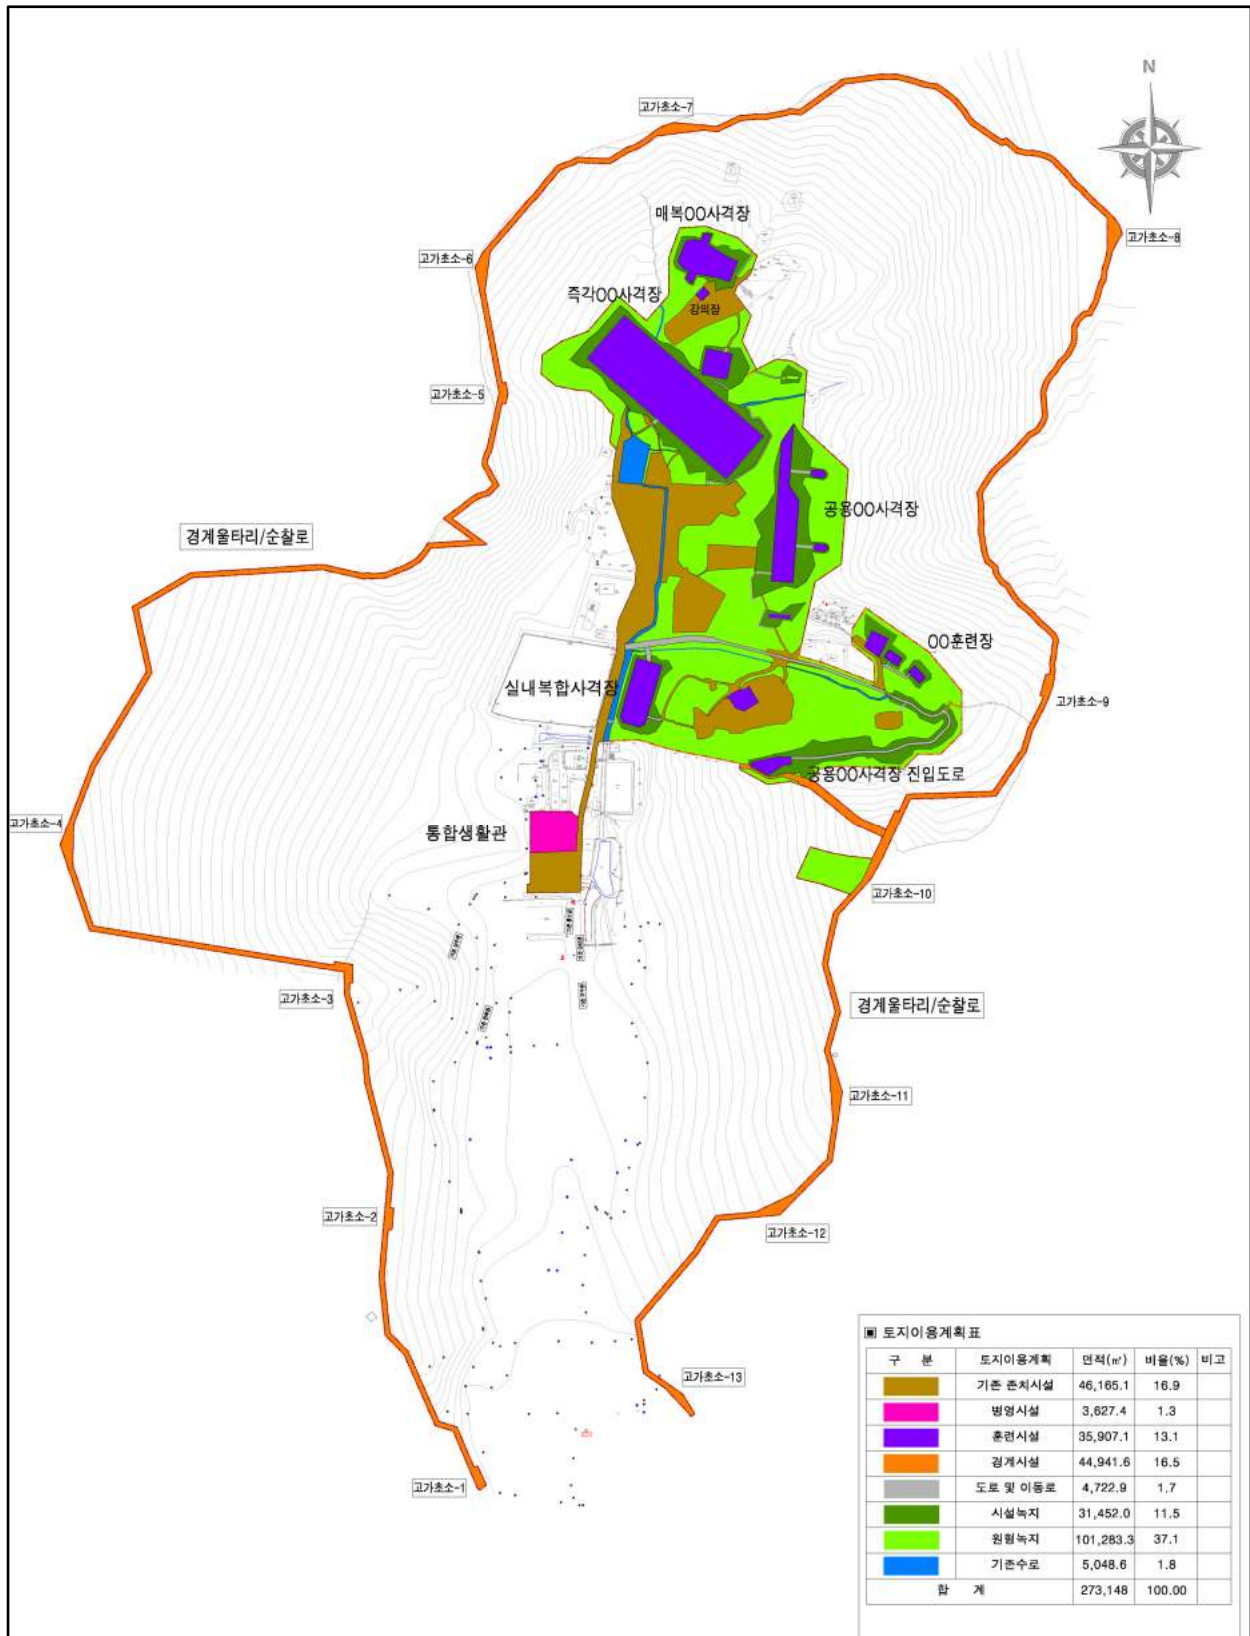 N
고가초소-7
매복OO사격장
고가초소-8
고가초소-6
즉각OO사격장
강의장
고가초소-5
공용OO사격장
경계울타리/순찰로
OO훈련장
실내복합사격장
고가초소-9
공용OO사격장 진입도로
고가초소-4
통합생활관
고가초소-10
고가초소-3
경계울타리/순찰로
고가초소-11
고가초소-2
고가초소-12
고가초소-13
고가초소-1
▣ 토지이용계획표
구 분 토지이용계획 면적(㎡) 비율(%) 비고
기존 존치시설 46,165.1 16.9
병영시설 3,627.4 1.3
훈련시설 35,907.1 13.1
경계시설 44,941.6 16.5
도로 및 이동로 4,722.9 1.7
시설녹지 31,452.0 11.5
원형녹지 101,283.3 37.1
기존수로 5,048.6 1.8
합 계 273,148 100.00